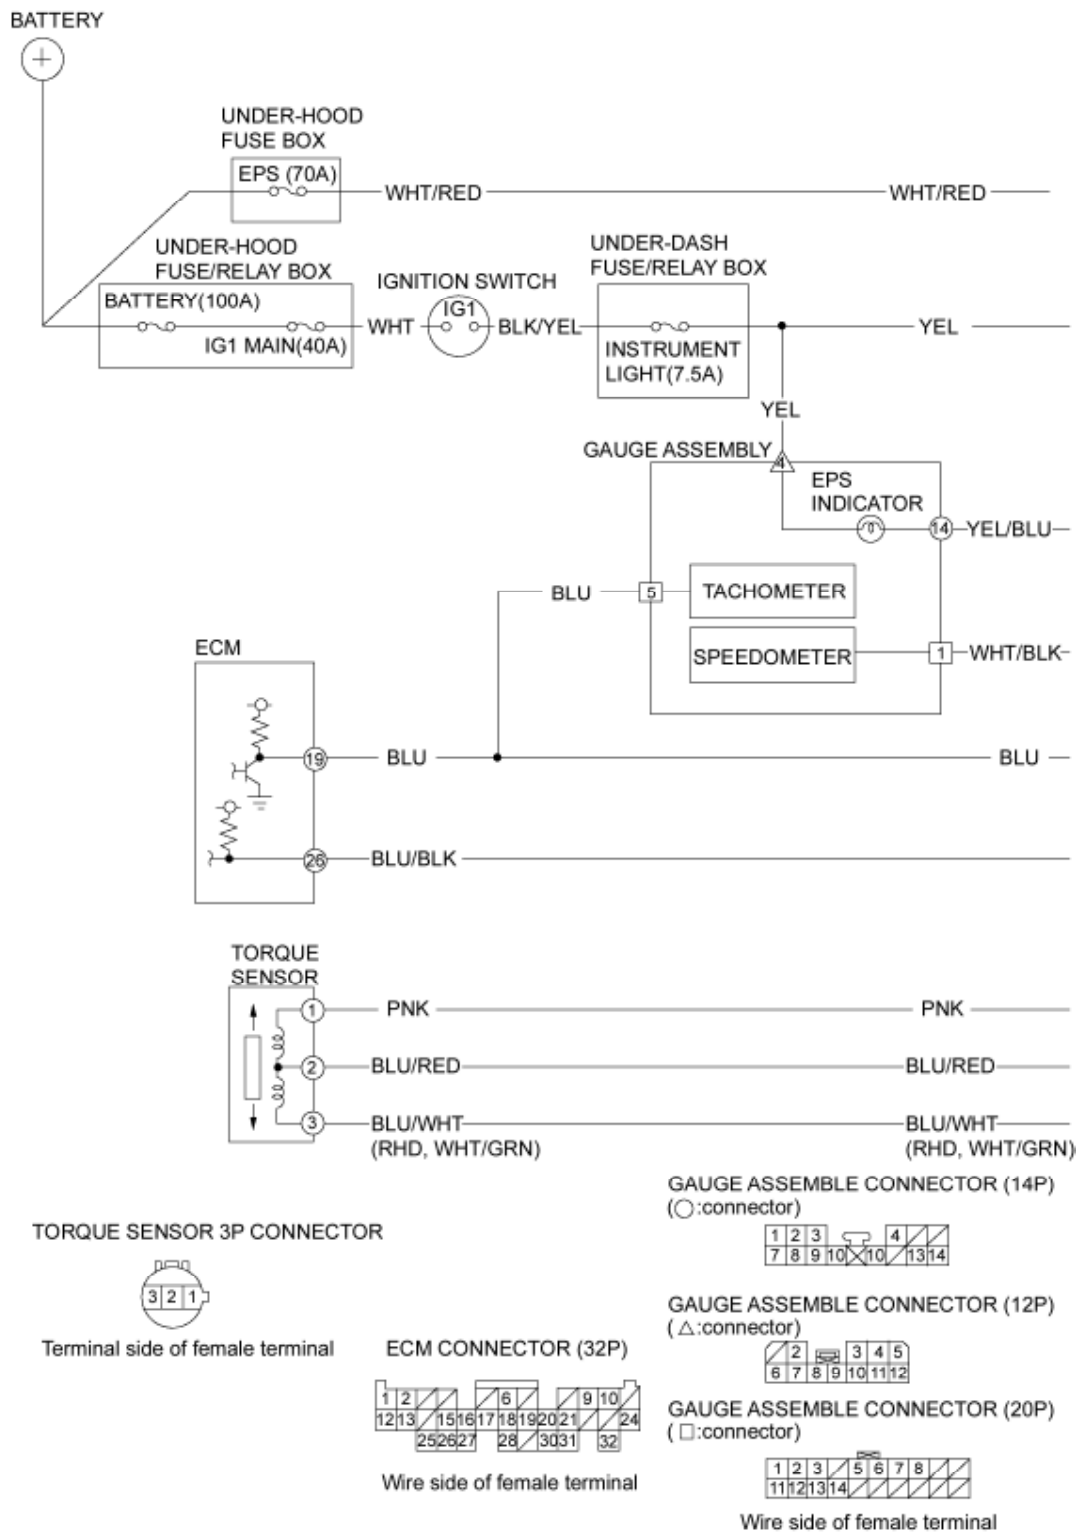 BATTERY
+
UNDER-HOOD
FUSE BOX
EPS (70A)
WHT/RED
WHT/RED
UNDER-HOOD
FUSE/RELAY BOX
BATTERY(100A)
IG1 MAIN(40A)
WHT
IGNITION SWITCH
IG1
BLK/YEL
UNDER-DASH
FUSE/RELAY BOX
INSTRUMENT
LIGHT(7.5A)
YEL
YEL
GAUGE ASSEMBLY
4
EPS
INDICATOR
14
YEL/BLU
BLU
5
TACHOMETER
SPEEDOMETER
1
WHT/BLK
ECM
19
BLU
BLU
26
BLU/BLK
TORQUE
SENSOR
1
PNK
PNK
2
BLU/RED
BLU/RED
3
BLU/WHT
(RHD, WHT/GRN)
BLU/WHT
(RHD, WHT/GRN)
TORQUE SENSOR 3P CONNECTOR
3 2 1
Terminal side of female terminal
ECM CONNECTOR (32P)
1 2 6 9 10
12 13 15 16 17 18 19 20 21 24
25 26 27 28 30 31 32
Wire side of female terminal
GAUGE ASSEMBLE CONNECTOR (14P)
(○:connector)
1 2 3 4
7 8 9 10 10 13 14
GAUGE ASSEMBLE CONNECTOR (12P)
(△:connector)
2 3 4 5
6 7 8 9 10 11 12
GAUGE ASSEMBLE CONNECTOR (20P)
(□:connector)
1 2 3 5 6 7 8
11 12 13 14
Wire side of female terminal